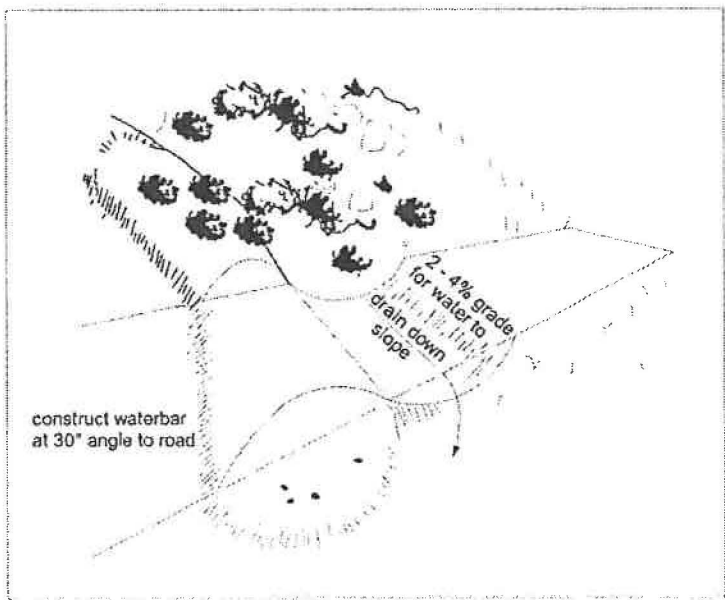 2 - 4% grade
for water to
drain down
slope
construct waterbar
at 30° angle to road